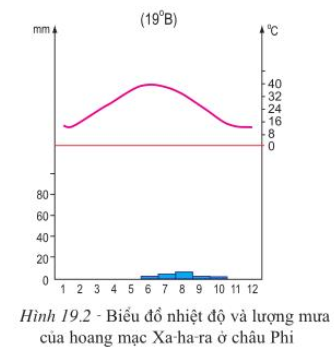 (19°B)
mm
°C
40
32
24
16
8
0
80
60
40
20
0
1 2 3 4 5 6 7 8 9 10 11 12
Hình 19.2 - Biểu đồ nhiệt độ và lượng mưa
của hoang mạc Xa-ha-ra ở châu Phi